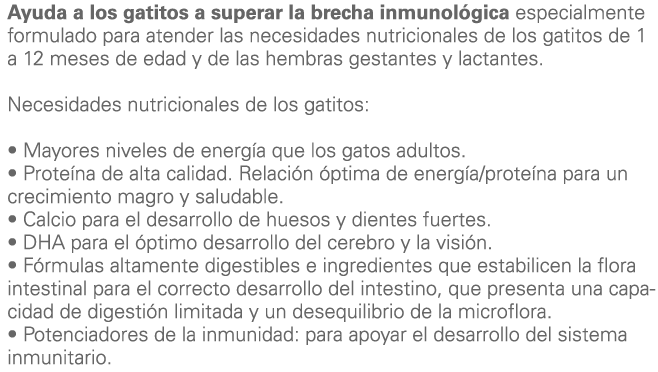 Ayuda a los gatitos a superar la brecha inmunológica especialmente
formulado para atender las necesidades nutricionales de los gatitos de 1
a 12 meses de edad y de las hembras gestantes y lactantes.

Necesidades nutricionales de los gatitos:

• Mayores niveles de energía que los gatos adultos.
• Proteína de alta calidad. Relación óptima de energía/proteína para un
crecimiento magro y saludable.
• Calcio para el desarrollo de huesos y dientes fuertes.
• DHA para el óptimo desarrollo del cerebro y la visión.
• Fórmulas altamente digestibles e ingredientes que estabilicen la flora
intestinal para el correcto desarrollo del intestino, que presenta una capa-
cidad de digestión limitada y un desequilibrio de la microflora.
• Potenciadores de la inmunidad: para apoyar el desarrollo del sistema
inmunitario.